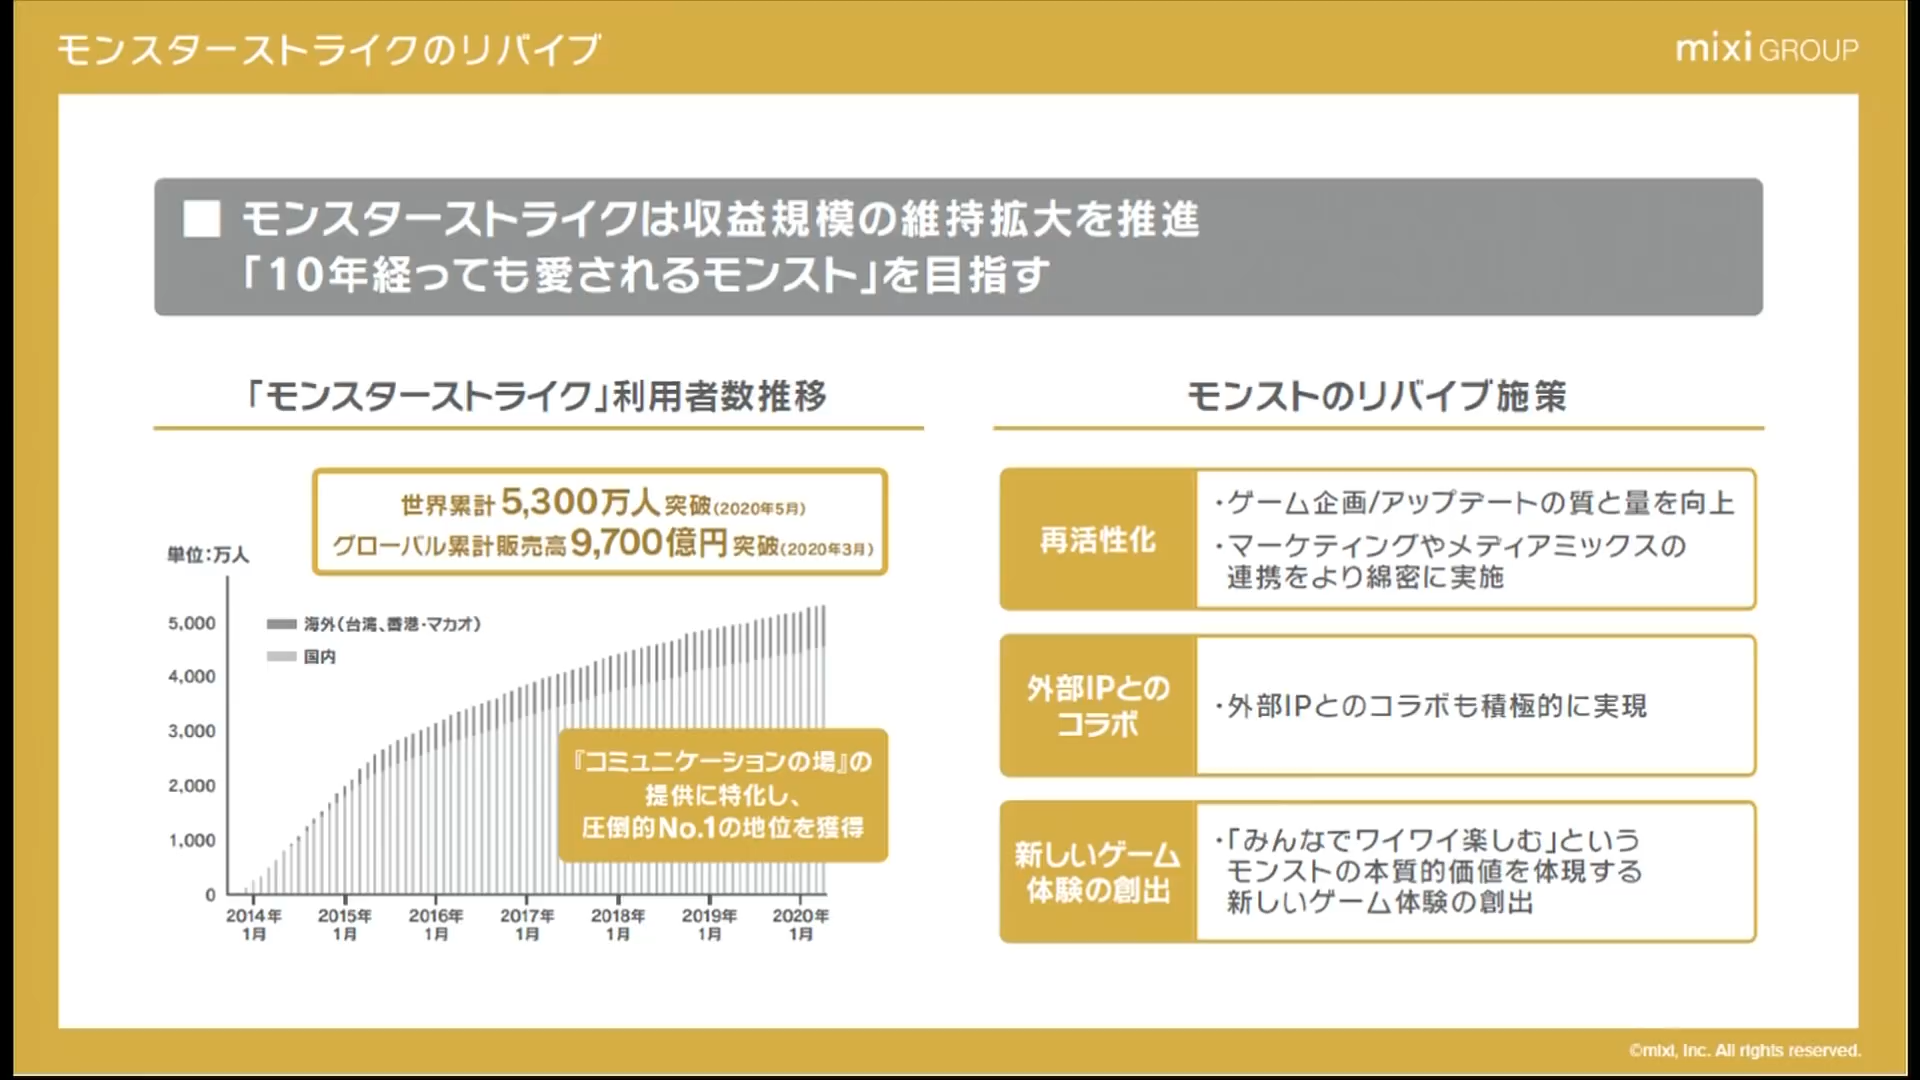 モンスターストライクのリバイブ
mixi GROUP
■ モンスターストライクは収益規模の維持拡大を推進
「10年経っても愛されるモンスト」を目指す
「モンスターストライク」利用者数推移
世界累計5,300万人突破(2020年5月)
グローバル累計販売高9,700億円突破(2020年3月)
単位:万人
海外(台湾、香港・マカオ)
国内
5,000
4,000
3,000
2,000
1,000
0
『コミュニケーションの場』の
提供に特化し、
圧倒的No.1の地位を獲得
2014年 2015年 2016年 2017年 2018年 2019年 2020年
1月 1月 1月 1月 1月 1月 1月
モンストのリバイブ施策
再活性化
・ゲーム企画/アップデートの質と量を向上
・マーケティングやメディアミックスの
連携をより綿密に実施
外部IPとの
コラボ
・外部IPとのコラボも積極的に実現
新しいゲーム
体験の創出
・「みんなでワイワイ楽しむ」という
モンストの本質的価値を体現する
新しいゲーム体験の創出
©mixi, Inc. All rights reserved.